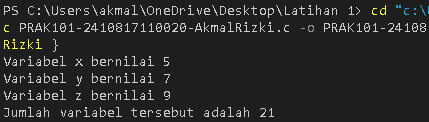 PS C:\Users\akmal\OneDrive\Desktop\Latihan 1> cd "c:\
c PRAK101-2410817110020-AkmalRizki.c -o PRAK101-24108
Rizki }
Variabel x bernilai 5
Variabel y bernilai 7
Variabel z bernilai 9
Jumlah variabel tersebut adalah 21